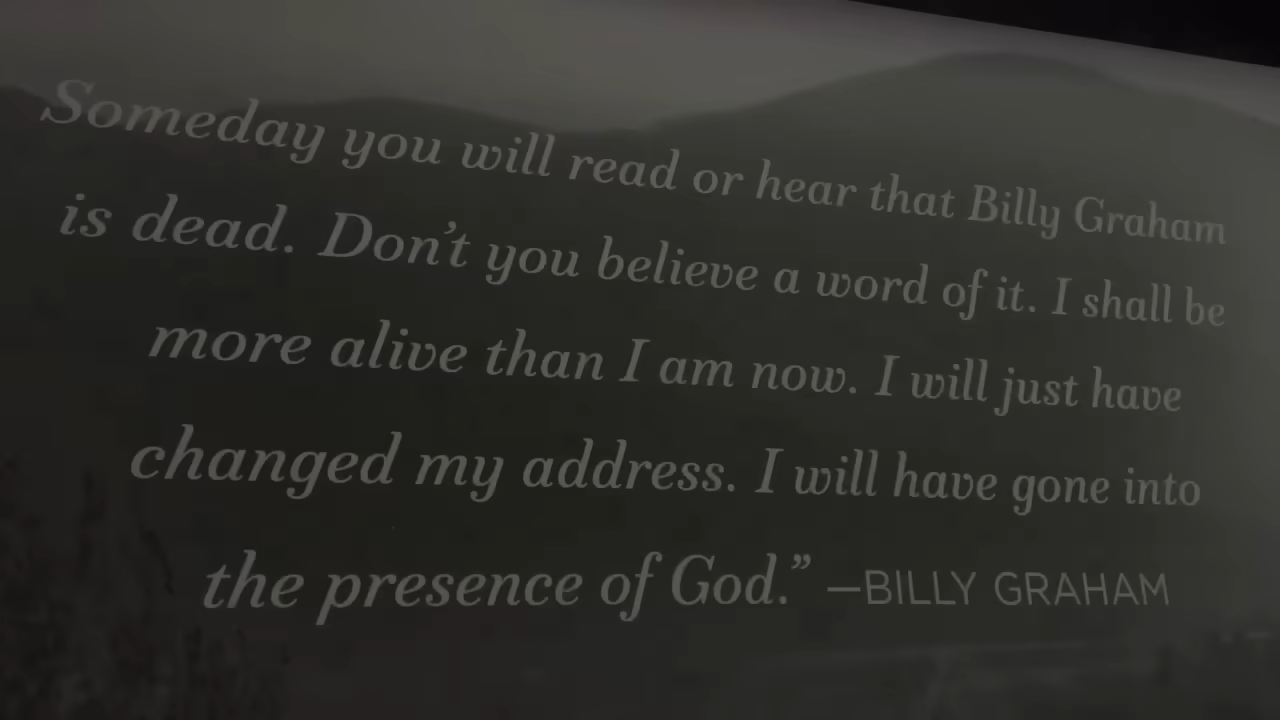 Someday you will read or hear that Billy Graham
is dead. Don’t you believe a word of it. I shall be
more alive than I am now. I will just have
changed my address. I will have gone into
the presence of God.” —BILLY GRAHAM